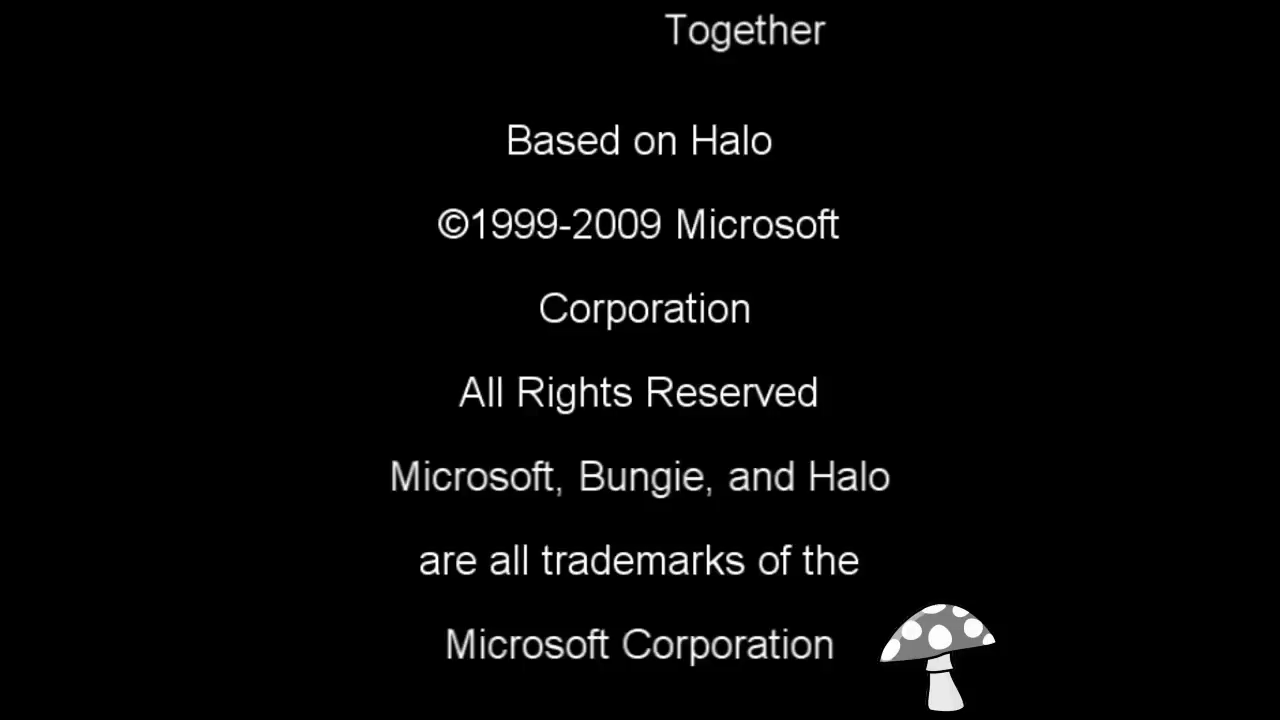 Together
Based on Halo
©1999-2009 Microsoft
Corporation
All Rights Reserved
Microsoft, Bungie, and Halo
are all trademarks of the
Microsoft Corporation